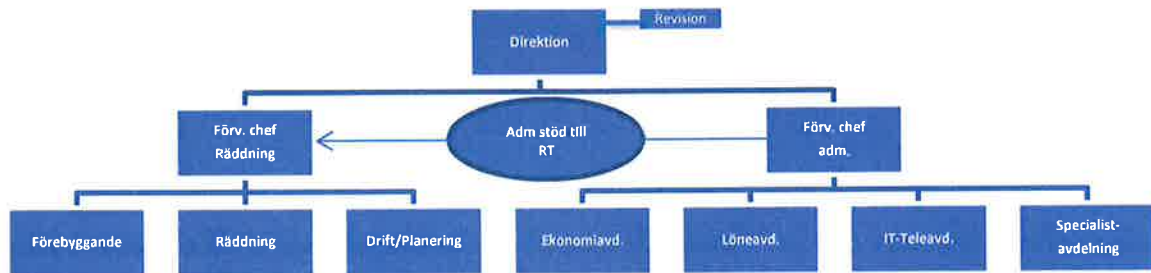 Revision
Direktion
Förv. chef
Räddning
Adm stöd till
RT
Förv. chef
adm.
Förebyggande
Räddning
Drift/Planering
Ekonomiavd.
Löneavd.
IT-Teleavd.
Specialist-
avdelning